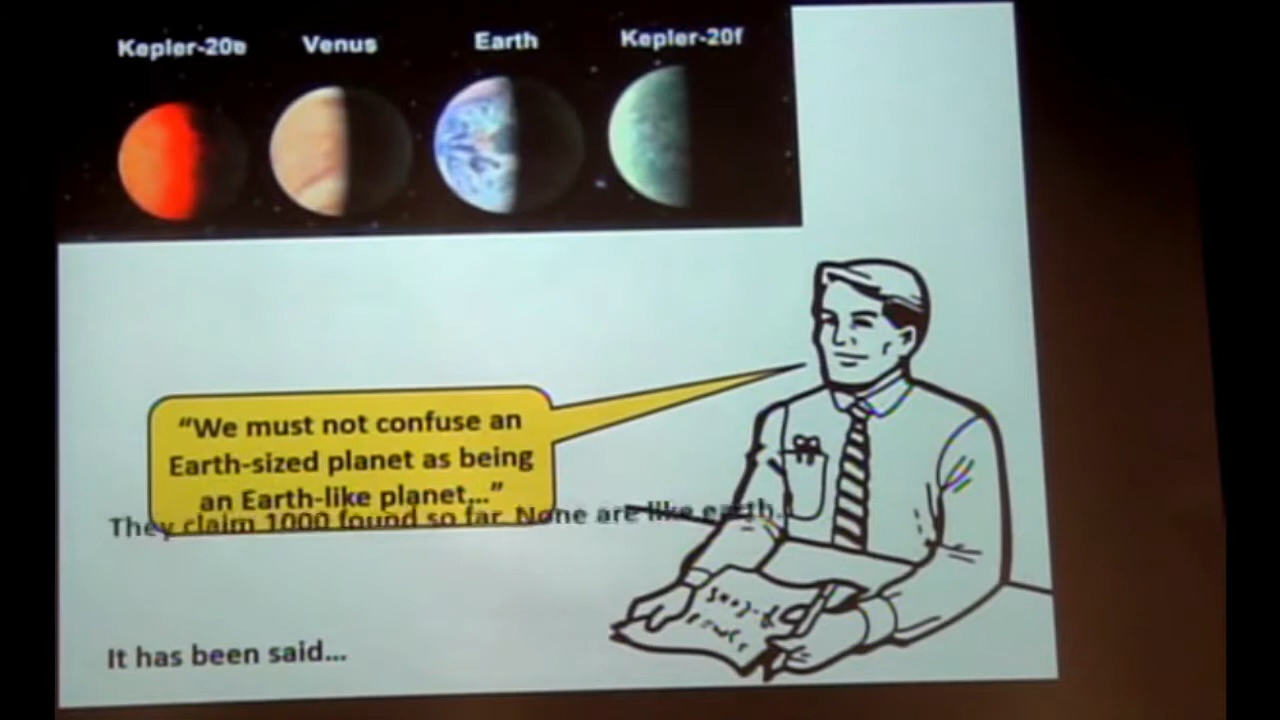 Kepler-20e Venus Earth Kepler-20f
“We must not confuse an
Earth-sized planet as being
an Earth-like planet...”
They claim 1000 found so far. None are like earth.
It has been said...